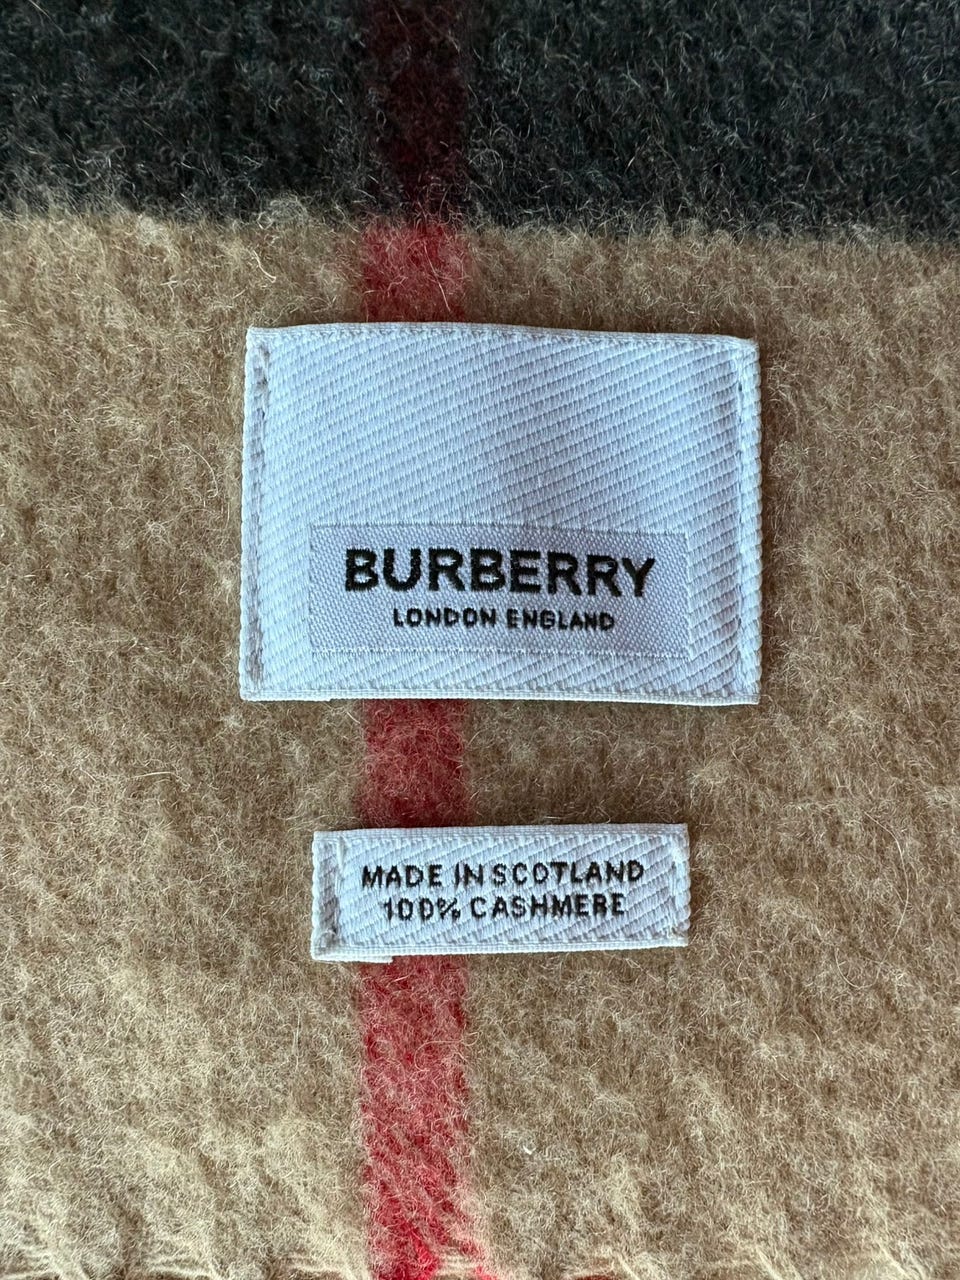 BURBERRY
LONDON ENGLAND
MADE IN SCOTLAND
100% CASHMERE